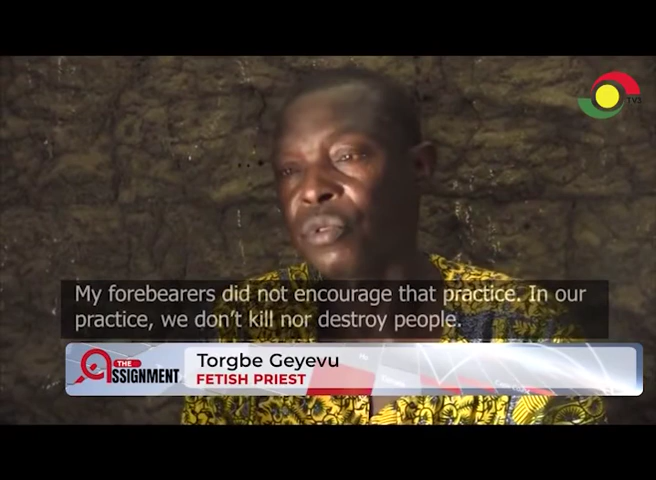 TV3
My forebearers did not encourage that practice. In our
practice, we don't kill nor destroy people.
THE
ASSIGNMENT
Torgbe Geyevu
FETISH PRIEST